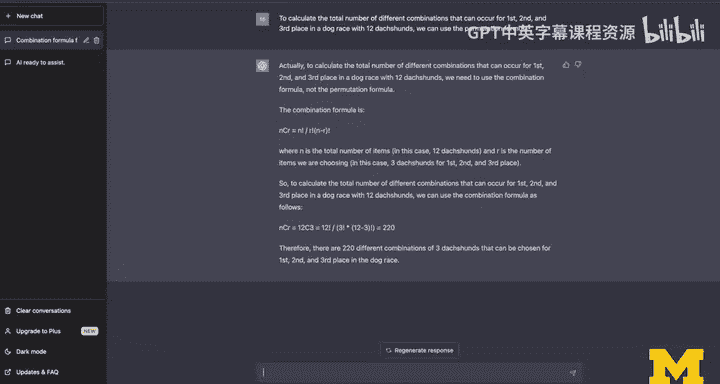 New chat
Combination formula f
AI ready to assist.
Clear conversations
Upgrade to Plus NEW
Dark mode
Updates & FAQ
To calculate the total number of different combinations that can occur for 1st, 2nd, and
3rd place in a dog race with 12 dachshunds, we can use the
GPT中英字幕课程资源 bilibili
Actually, to calculate the total number of different combinations that can occur for 1st,
2nd, and 3rd place in a dog race with 12 dachshunds, we need to use the combination
formula, not the permutation formula.
The combination formula is:
nCr = n! / r!(n-r)!
where n is the total number of items (in this case, 12 dachshunds) and r is the number of
items we are choosing (in this case, 3 dachshunds for 1st, 2nd, and 3rd place).
So, to calculate the total number of different combinations that can occur for 1st, 2nd, and
3rd place in a dog race with 12 dachshunds, we can use the combination formula as
follows:
nCr = 12C3 = 12! / (3! * (12-3)!) = 220
Therefore, there are 220 different combinations of 3 dachshunds that can be chosen for
1st, 2nd, and 3rd place in the dog race.
Regenerate response
M